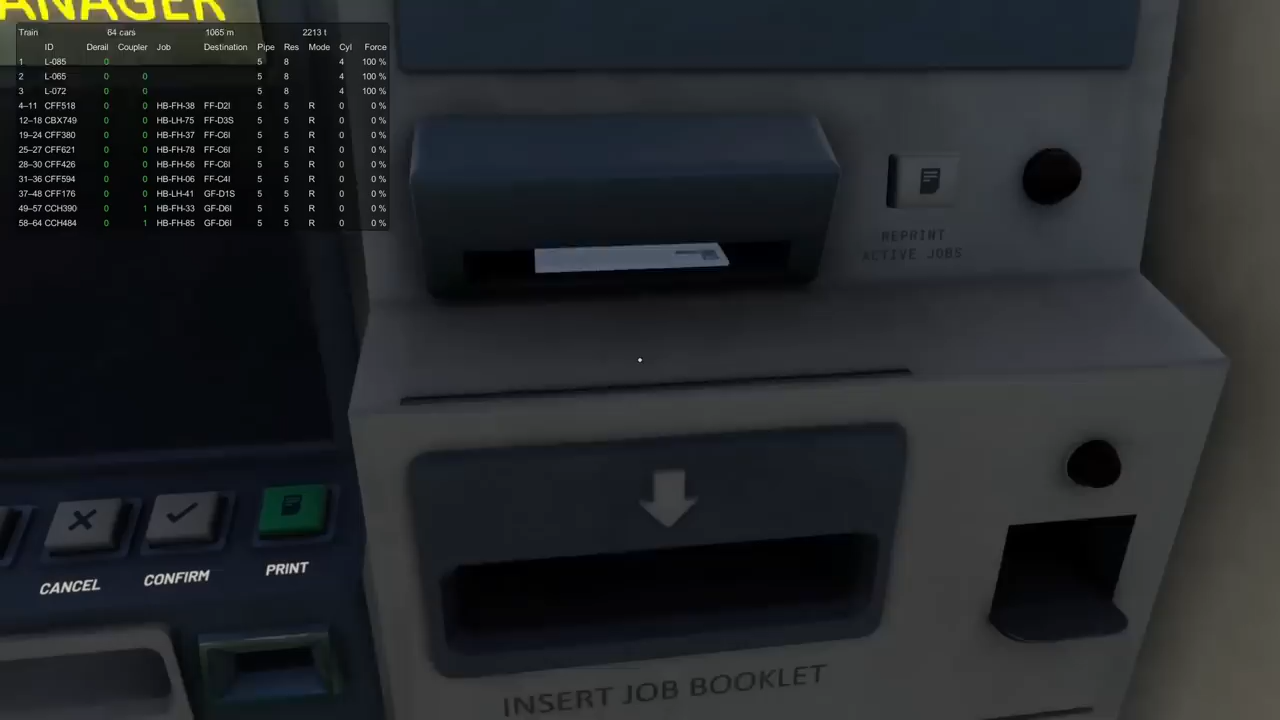 ANAGER
Train 64 cars 1065 m 2213 t
ID Derail Coupler Job Destination Pipe Res Mode Cyl Force
1 L-085 0 5 8 4 100 %
2 L-065 0 0 5 8 4 100 %
3 L-072 0 0 5 8 4 100 %
4–11 CFF518 0 0 HB-FH-38 FF-D2I 5 5 R 0 0 %
12–18 CBX749 0 0 HB-LH-75 FF-D3S 5 5 R 0 0 %
19–24 CFF380 0 0 HB-FH-37 FF-C6I 5 5 R 0 0 %
25–27 CFF621 0 0 HB-FH-78 FF-C6I 5 5 R 0 0 %
28–30 CFF426 0 0 HB-FH-56 FF-C6I 5 5 R 0 0 %
31–36 CFF594 0 0 HB-FH-06 FF-C4I 5 5 R 0 0 %
37–48 CFF176 0 0 HB-LH-41 GF-D1S 5 5 R 0 0 %
49–57 CCH390 0 1 HB-FH-33 GF-D6I 5 5 R 0 0 %
58–64 CCH484 0 1 HB-FH-85 GF-D6I 5 5 R 0 0 %
REPRINT
ACTIVE JOBS
CANCEL
CONFIRM
PRINT
INSERT JOB BOOKLET